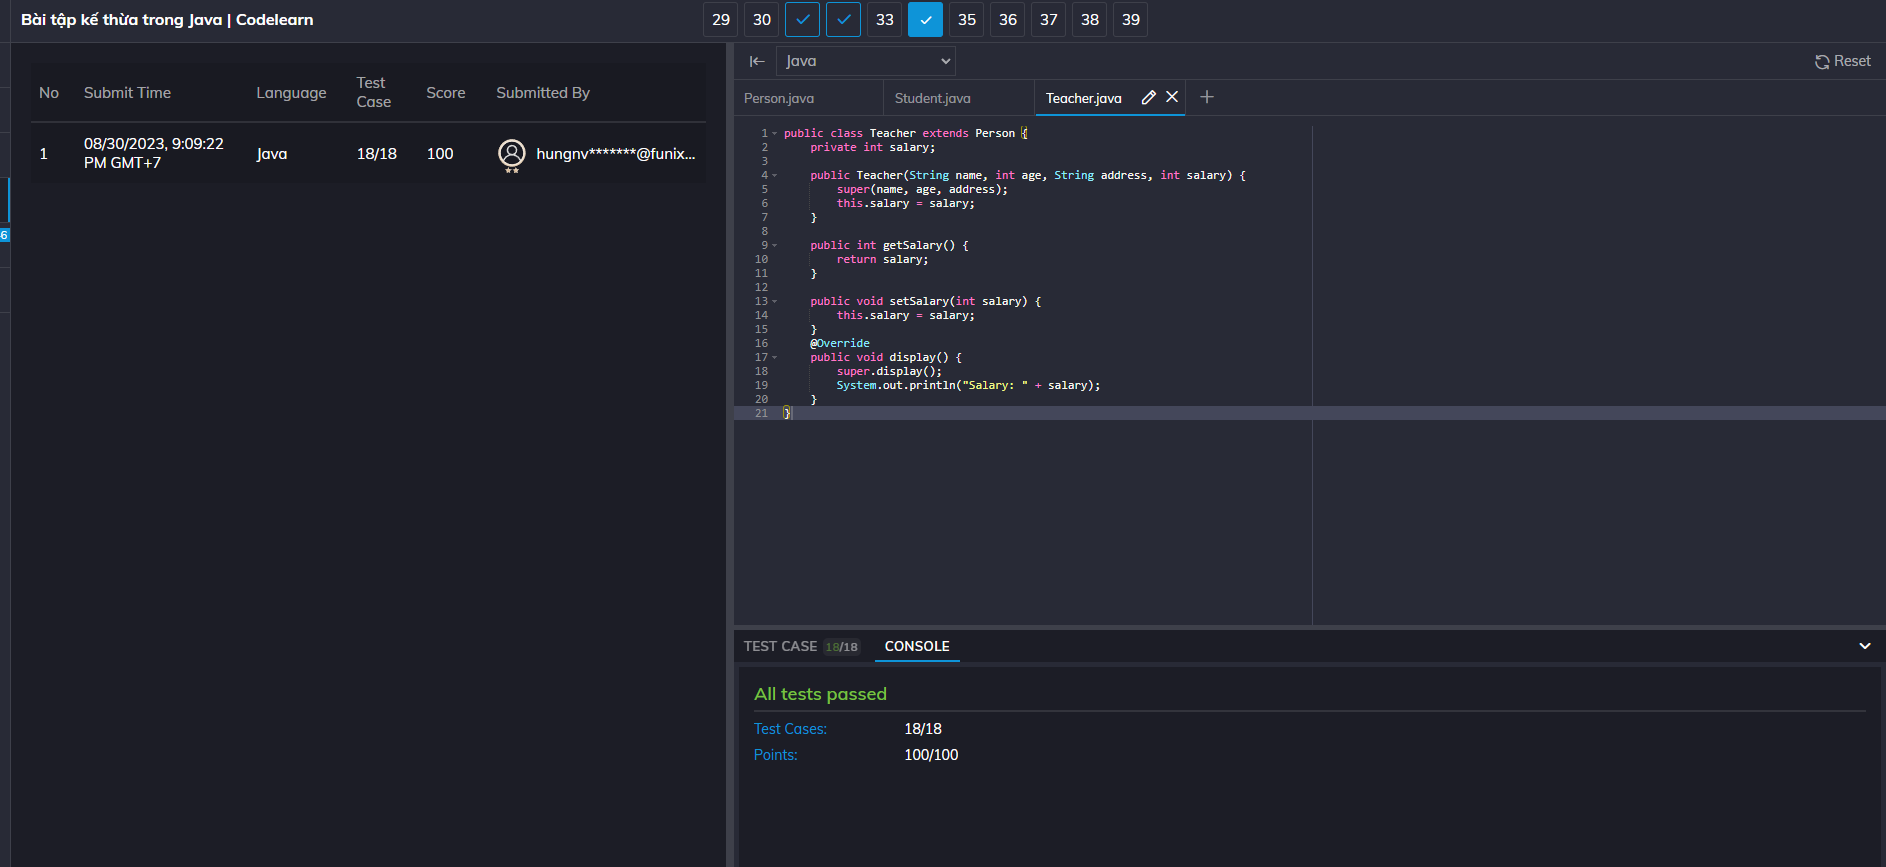 Bài tập kế thừa trong Java | Codelearn
29 30 33 35 36 37 38 39
No Submit Time Language Test Case Score Submitted By
1 08/30/2023, 9:09:22 PM GMT+7 Java 18/18 100 hungnv*******@funix...
Java
Reset
Person.java Student.java Teacher.java
1 public class Teacher extends Person {
2 private int salary;
3
4 public Teacher(String name, int age, String address, int salary) {
5 super(name, age, address);
6 this.salary = salary;
7 }
8
9 public int getSalary() {
10 return salary;
11 }
12
13 public void setSalary(int salary) {
14 this.salary = salary;
15 }
16 @Override
17 public void display() {
18 super.display();
19 System.out.println("Salary: " + salary);
20 }
21 }
TEST CASE 18/18 CONSOLE
All tests passed
Test Cases: 18/18
Points: 100/100